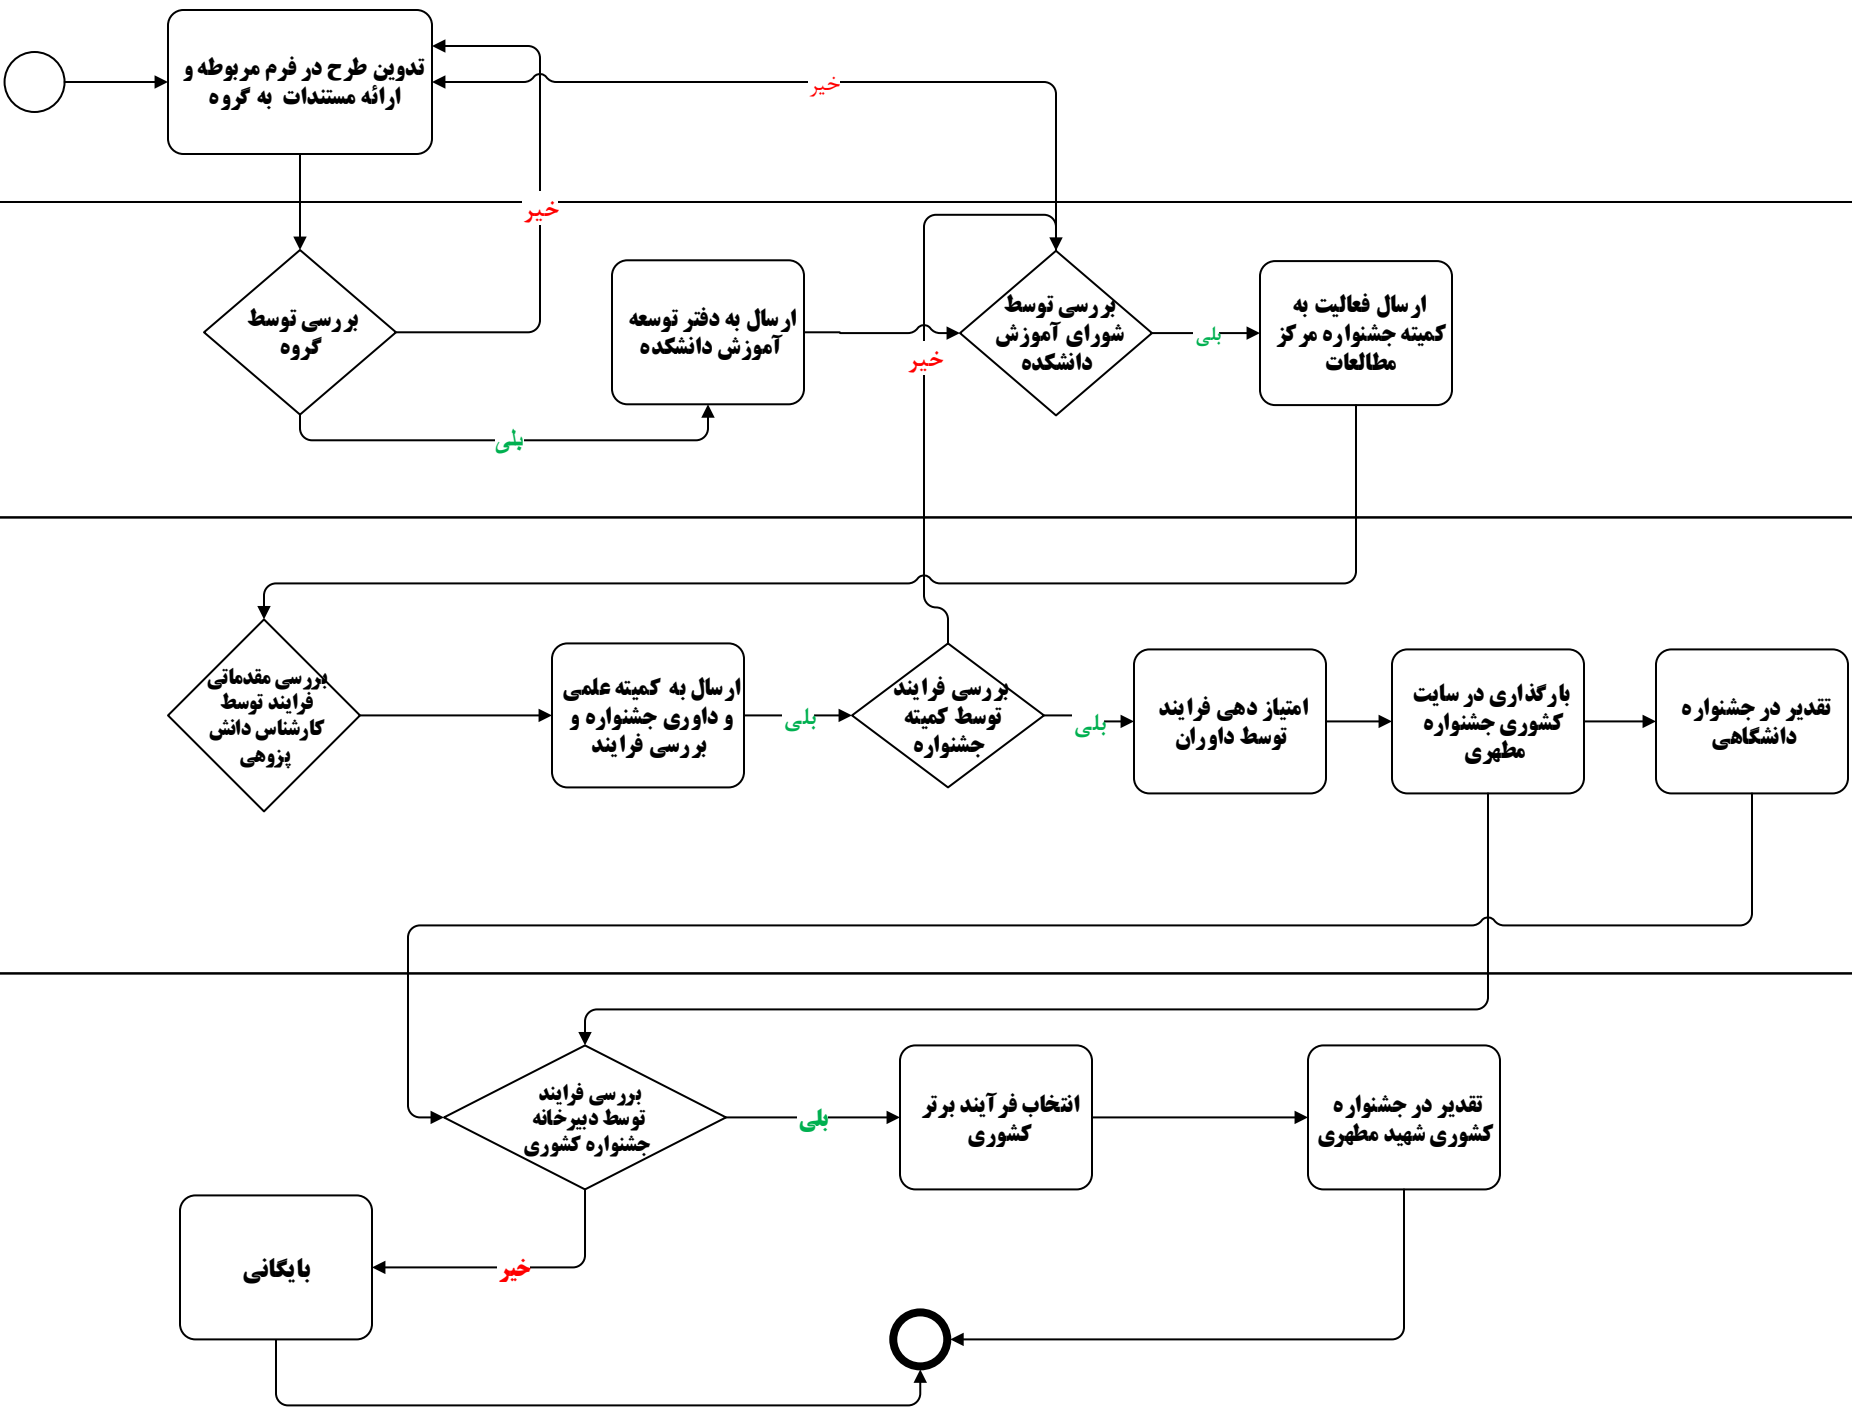 تدوین طرح در فرم مربوطه و
ارائه مستندات به گروه
خیر
خیر
بررسی توسط
گروه
بلی
ارسال به دفتر توسعه
آموزش دانشکده
خیر
بررسی توسط
شورای آموزش
دانشکده
بلی
ارسال فعالیت به
کمیته جشنواره مرکز
مطالعات
بررسی مقدماتی
فرایند توسط
کارشناس دانش
پزوهی
ارسال به کمیته علمی
و داوری جشنواره و
بررسی فرایند
بلی
بررسی فرایند
توسط کمیته
جشنواره
بلی
امتیاز دهی فرایند
توسط داوران
بارگذاری در سایت
کشوری جشنواره
مطهری
تقدیر در جشنواره
دانشگاهی
بررسی فرایند
توسط دبیرخانه
جشنواره کشوری
بلی
انتخاب فرآیند برتر
کشوری
تقدیر در جشنواره
کشوری شهید مطهری
خیر
بایگانی